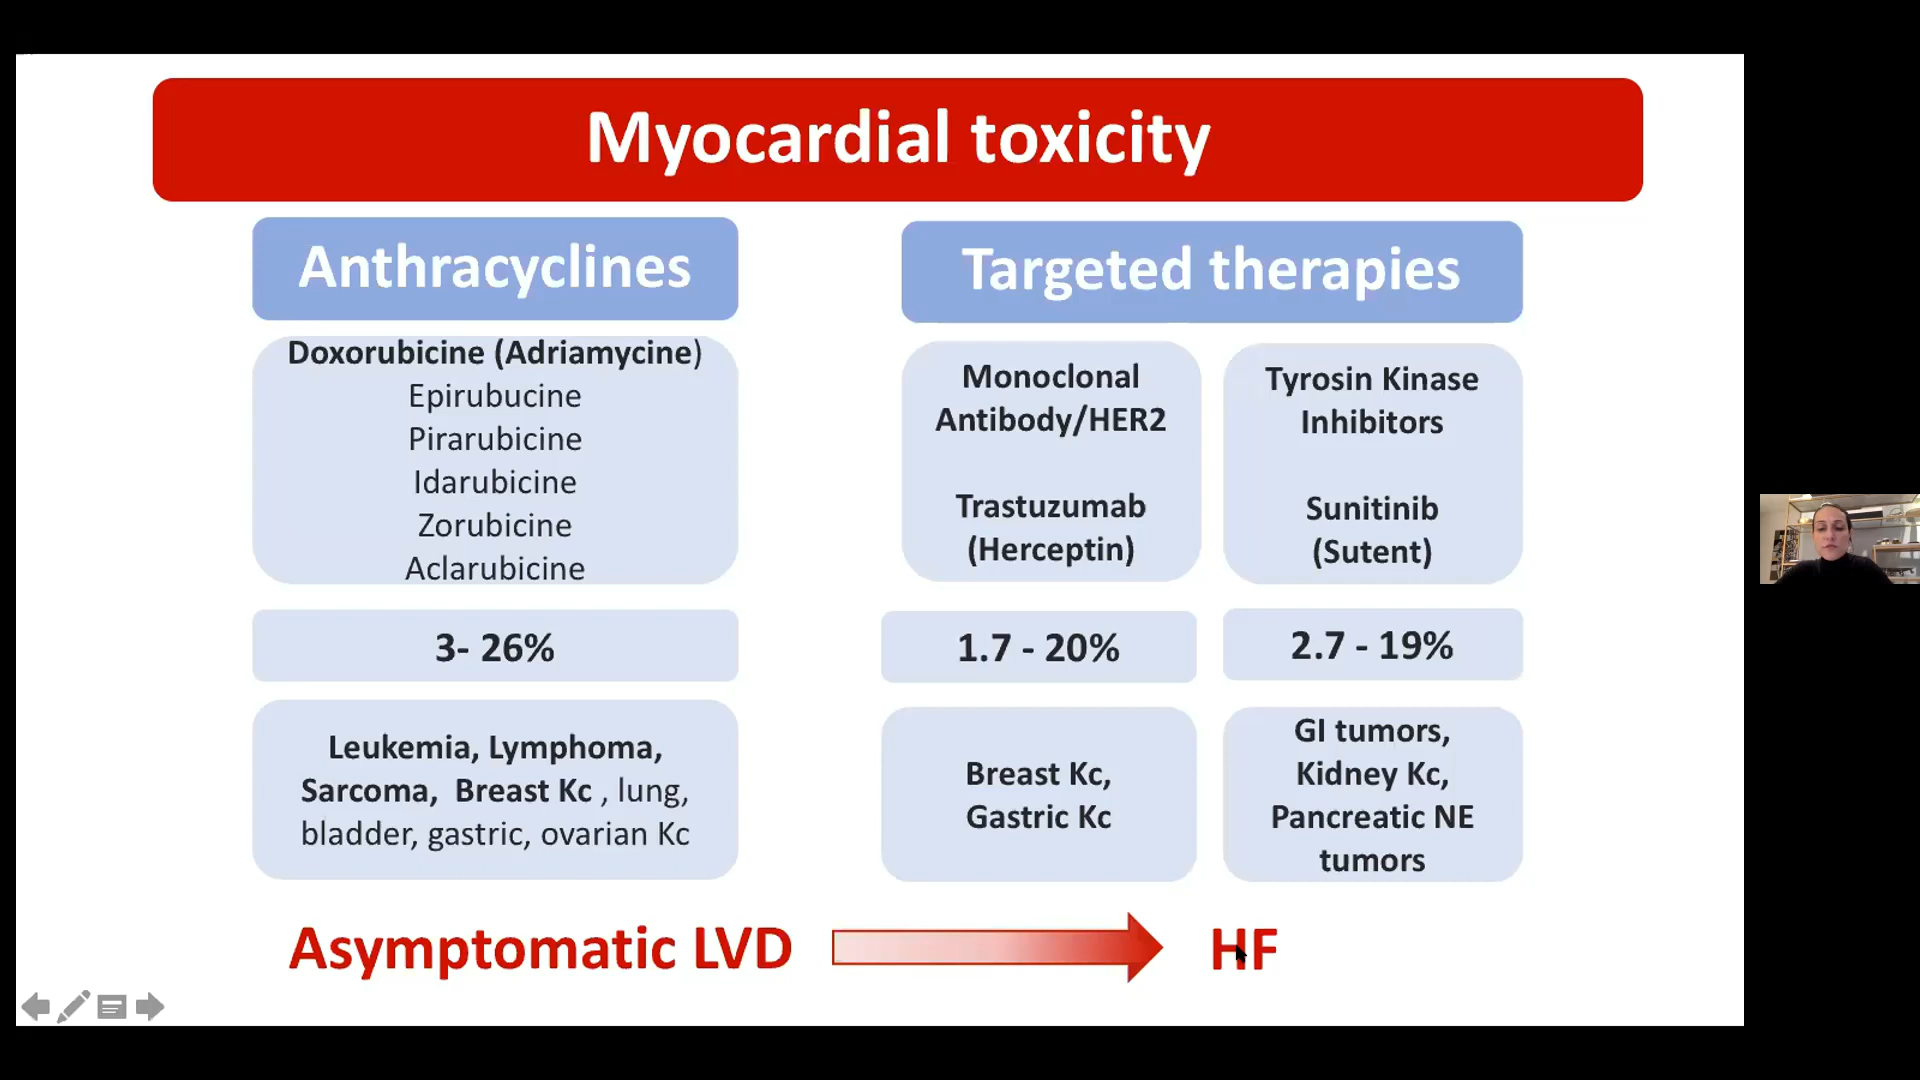 Myocardial toxicity
Anthracyclines
Doxorubicine (Adriamycine)
Epirubucine
Pirarubicine
Idarubicine
Zorubicine
Aclarubicine
3- 26%
Leukemia, Lymphoma,
Sarcoma, Breast Kc , lung,
bladder, gastric, ovarian Kc
Targeted therapies
Monoclonal
Antibody/HER2
Trastuzumab
(Herceptin)
1.7 - 20%
Breast Kc,
Gastric Kc
Tyrosin Kinase
Inhibitors
Sunitinib
(Sutent)
2.7 - 19%
GI tumors,
Kidney Kc,
Pancreatic NE
tumors
Asymptomatic LVD
HF